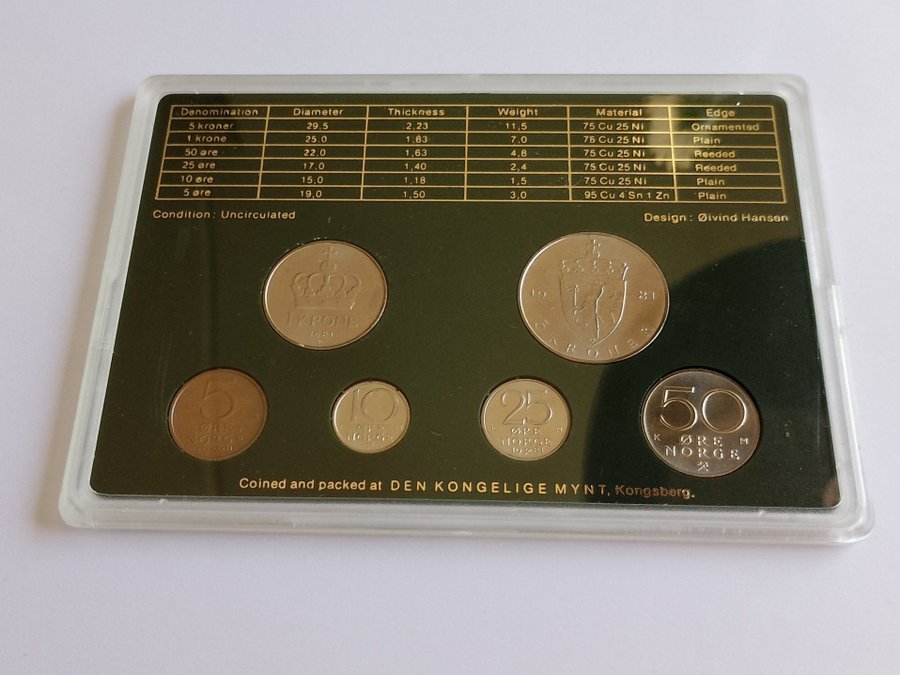 Denomination Diameter Thickness Weight Material Edge
5 kroner 29,5 2,23 11,5 75 Cu 25 Ni Ornamented
1 krone 25,0 1,83 7,0 75 Cu 25 Ni Plain
50 øre 22,0 1,63 4,8 75 Cu 25 Ni Reeded
25 øre 17,0 1,40 2,4 75 Cu 25 Ni Reeded
10 øre 15,0 1,18 1,5 75 Cu 25 Ni Plain
5 øre 19,0 1,50 3,0 95 Cu 4 Sn 1 Zn Plain
Condition: Uncirculated
Design: Øivind Hansen
1 KRONE
1981
19 81
5 KRONER
5
ØRE
NORGE
10
ØRE
NORGE
25
K M
ØRE
NORGE
50
K M
ØRE
NORGE
Coined and packed at DEN KONGELIGE MYNT, Kongsberg.